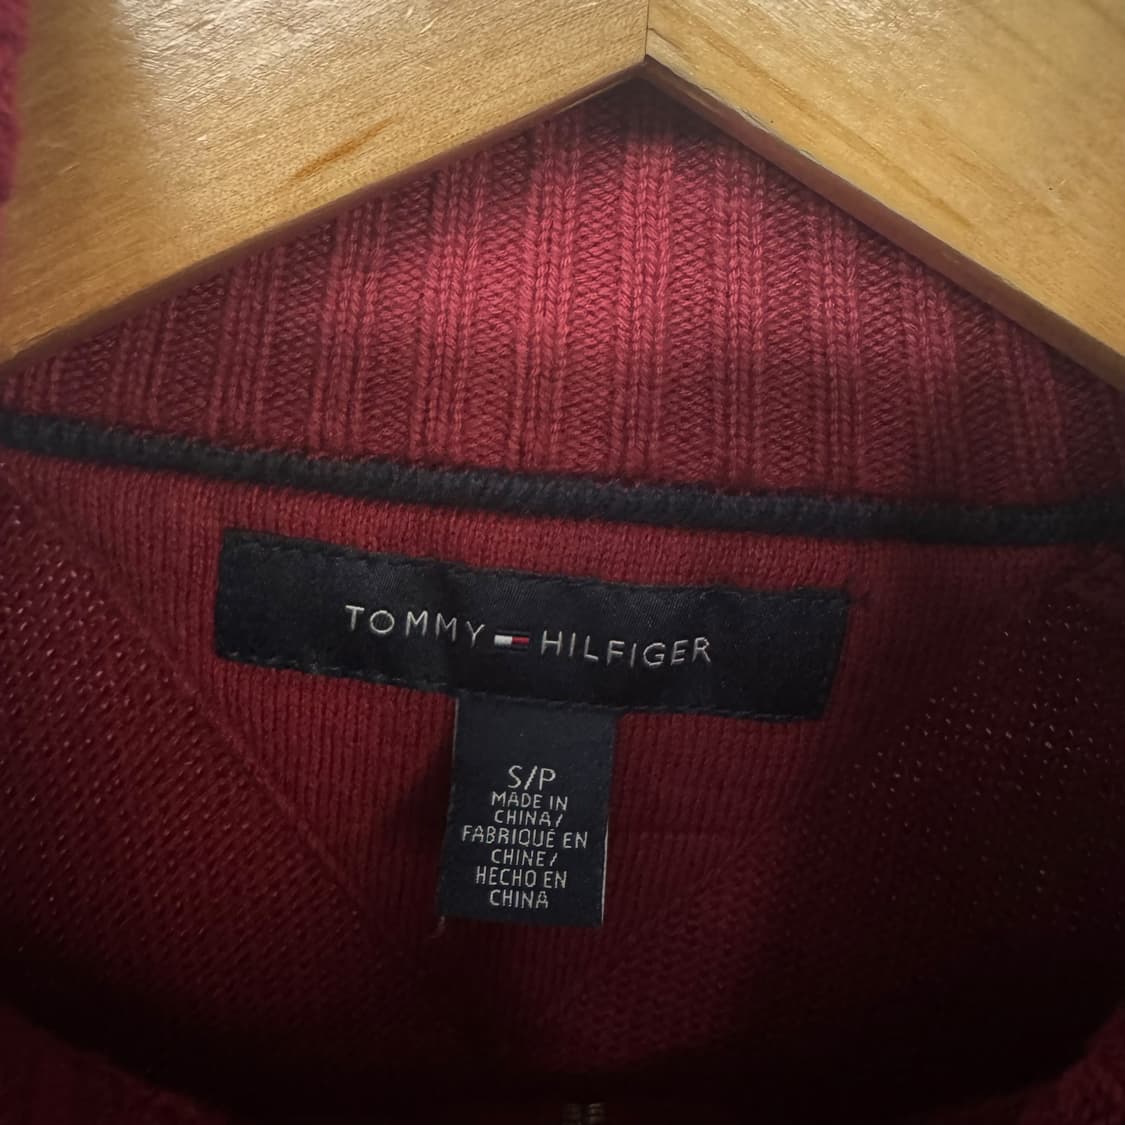 TOMMY HILFIGER
S/P
MADE IN
CHINA/
FABRIQUÉ EN
CHINE/
HECHO EN
CHINA